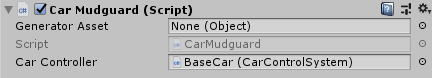 Car Mudguard (Script)
Generator Asset None (Object)
Script CarMudguard
Car Controller BaseCar (CarControlSystem)